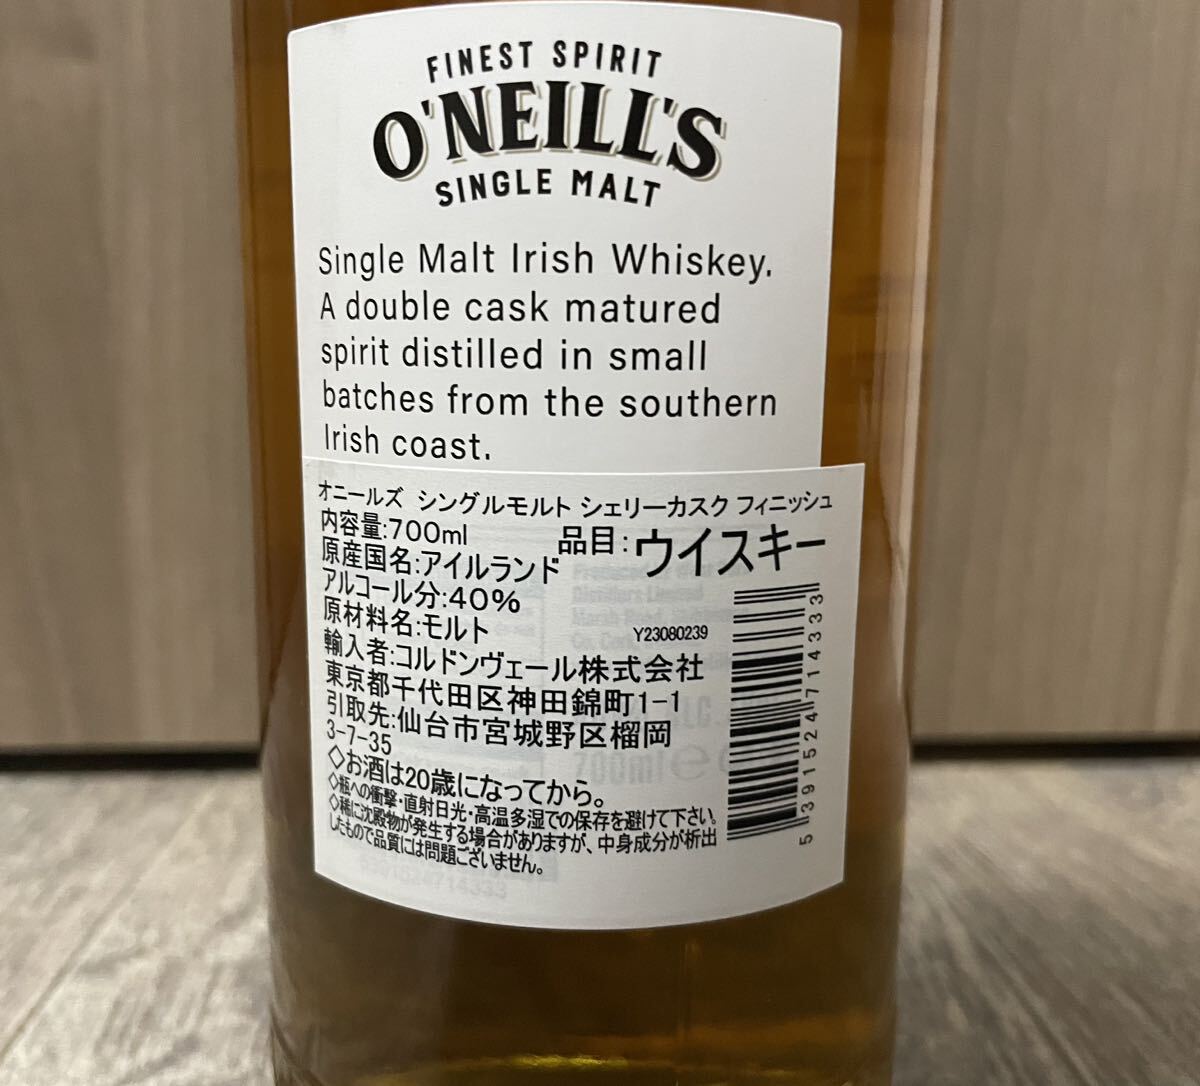 FINEST SPIRIT
O'NEILL'S
SINGLE MALT
Single Malt Irish Whiskey.
A double cask matured
spirit distilled in small
batches from the southern
Irish coast.
オニールズ シングルモルト シェリーカスク フィニッシュ
内容量:700ml 品目:ウイスキー
原産国名:アイルランド
アルコール分:40%
原材料名:モルト
Y23080239
輸入者:コルドンヴェール株式会社
東京都千代田区神田錦町1-1
引取先:仙台市宮城野区榴岡
3-7-35
◇お酒は20歳になってから。
◇瓶への衝撃・直射日光・高温多湿での保存を避けて下さい。
◇稀に沈殿物が発生する場合がありますが、中身成分が析出
したもので品質には問題ございません。
5391524714333